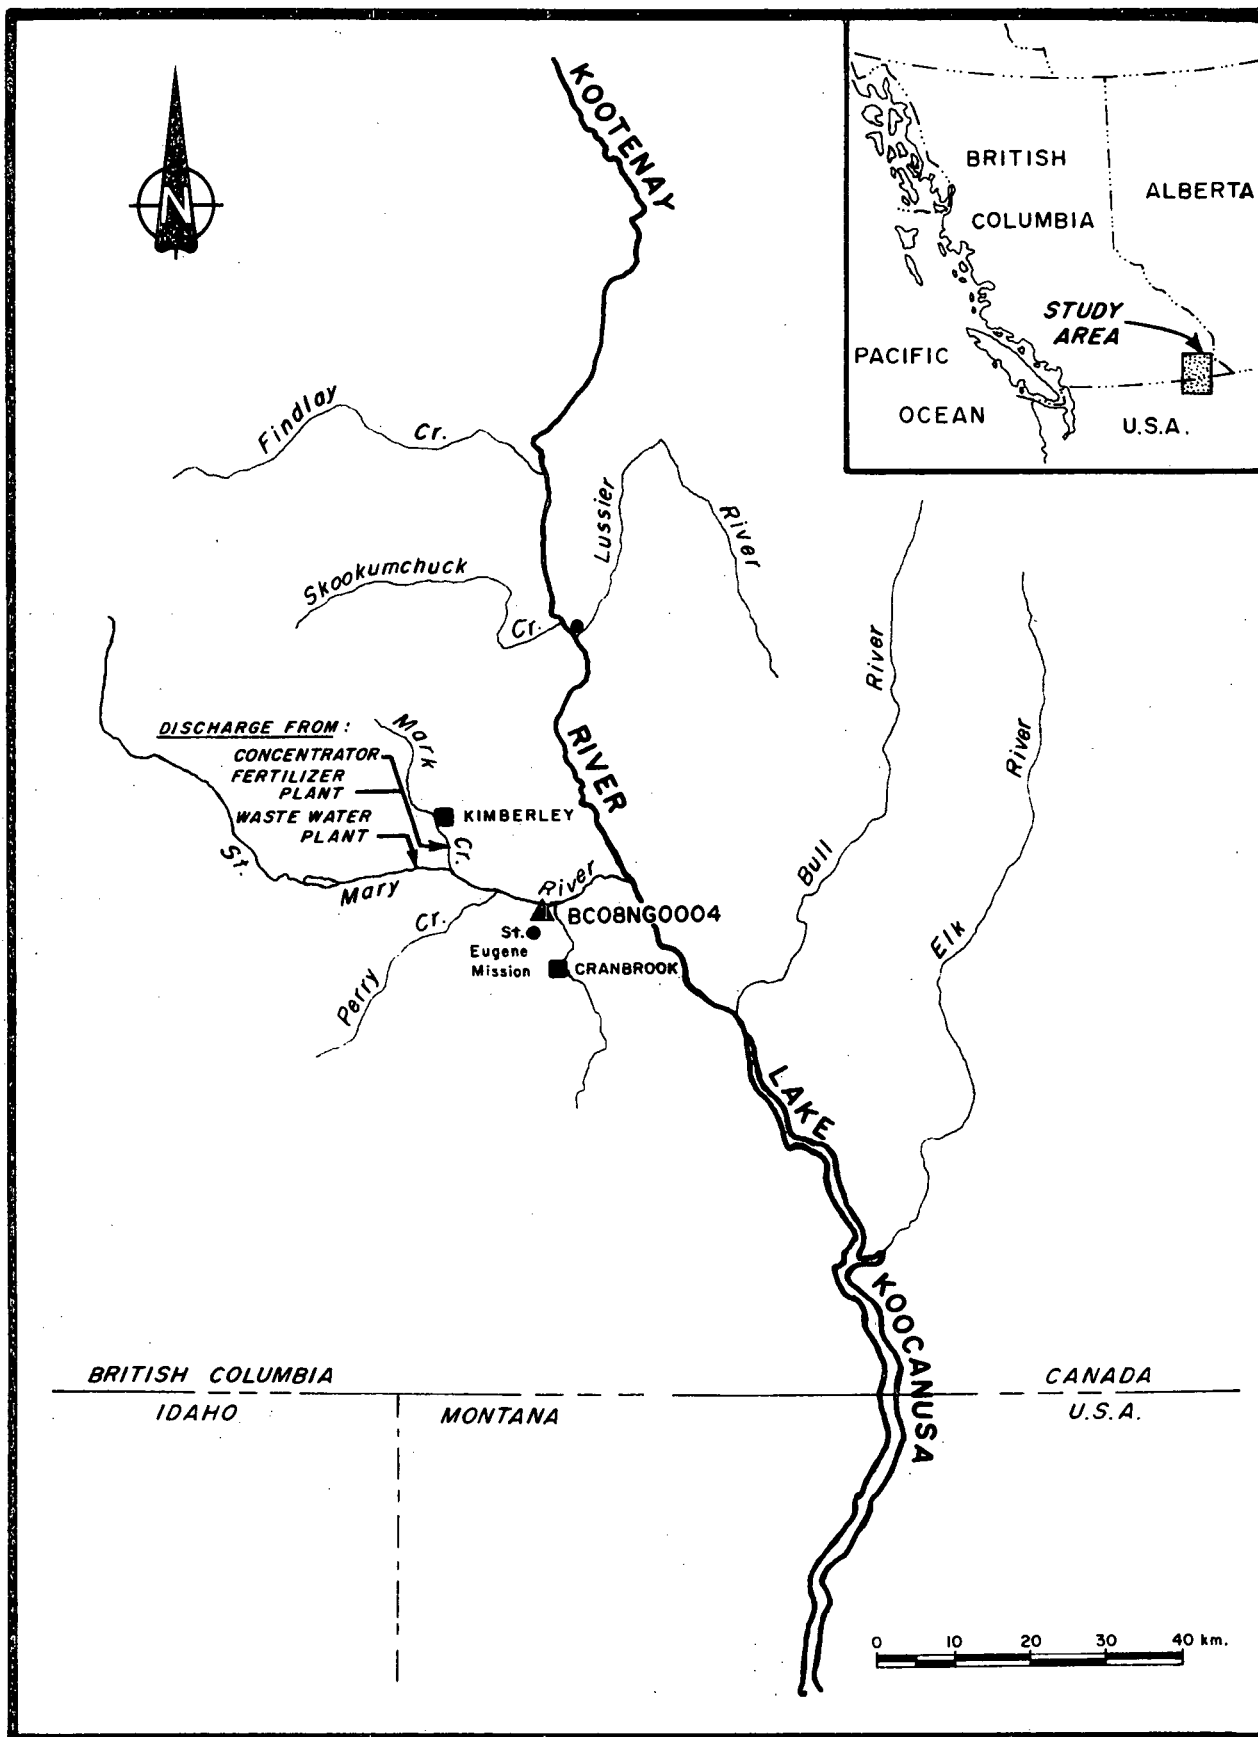 N
KOOTENAY
RIVER
BRITISH
COLUMBIA
ALBERTA
STUDY
AREA
PACIFIC
OCEAN
U.S.A.
Findlay Cr.
Lussier River
Skookumchuck Cr.
River
Bull
River
Elk
DISCHARGE FROM:
CONCENTRATOR
FERTILIZER
PLANT
WASTE WATER
PLANT
Mark
Cr.
KIMBERLEY
St. Mary River
BC08NG0004
Perry Cr.
St.
Eugene
Mission
CRANBROOK
LAKE
KOOCANUSA
BRITISH COLUMBIA
CANADA
IDAHO
MONTANA
U.S.A.
0 10 20 30 40 km.